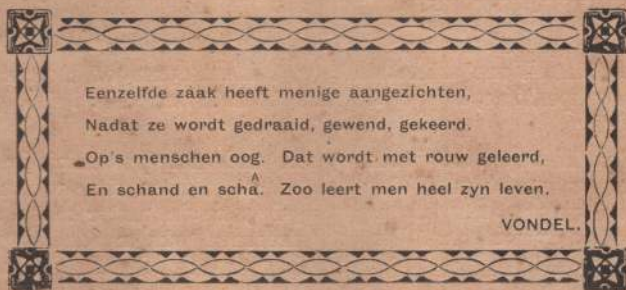 Eenzelfde zaak heeft menige aangezichten,
Nadat ze wordt gedraaid, gewend, gekeerd.
Op's menschen oog. Dat wordt met rouw geleerd,
En schand en schâ. Zoo leert men heel zyn leven.
VONDEL.